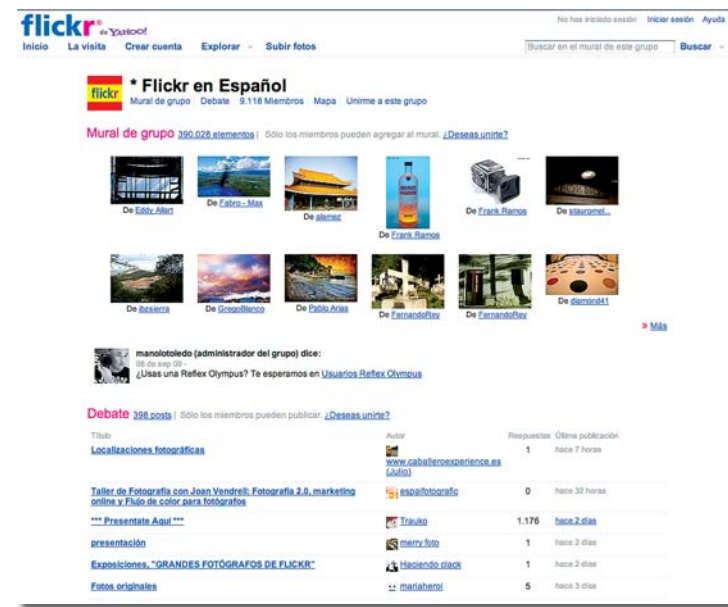 flickr de YAHOO!
No has iniciado sesión Iniciar sesión Ayuda
Inicio La visita Crear cuenta Explorar Subir fotos
Buscar en el mural de este grupo Buscar
flickr
* Flickr en Español
Mural de grupo Debate 9.118 Miembros Mapa Unirme a este grupo
Mural de grupo 390.028 elementos | Sólo los miembros pueden agregar al mural. ¿Deseas unirte?
De Eddy Allart De Fabro - Max De alamez De Frank Ramos De Frank Ramos De stauromel...
De ibzsierra De GregoBlanco De Pablo Arias De FernandoRey De FernandoRey De diamond41
» Más
manolotoledo (administrador del grupo) dice:
06 de sep 09 -
¿Usas una Reflex Olympus? Te esperamos en Usuarios Reflex Olympus
Debate 398 posts | Sólo los miembros pueden publicar. ¿Deseas unirte?
Título Autor Respuestas Última publicación
Localizaciones fotográficas www.caballeroexperience.es 1 hace 7 horas
(Julio)
Taller de Fotografia con Joan Vendrell: Fotografia 2.0, marketing espaifotografic 0 hace 32 horas
online y Flujo de color para fotógrafos
*** Presentate Aqui *** Trauko 1.176 hace 2 días
presentación merry foto 1 hace 2 días
Exposiciones, "GRANDES FOTÓGRAFOS DE FLICKR" Haciendo clack 1 hace 2 días
Fotos originales mariaherol 5 hace 3 días